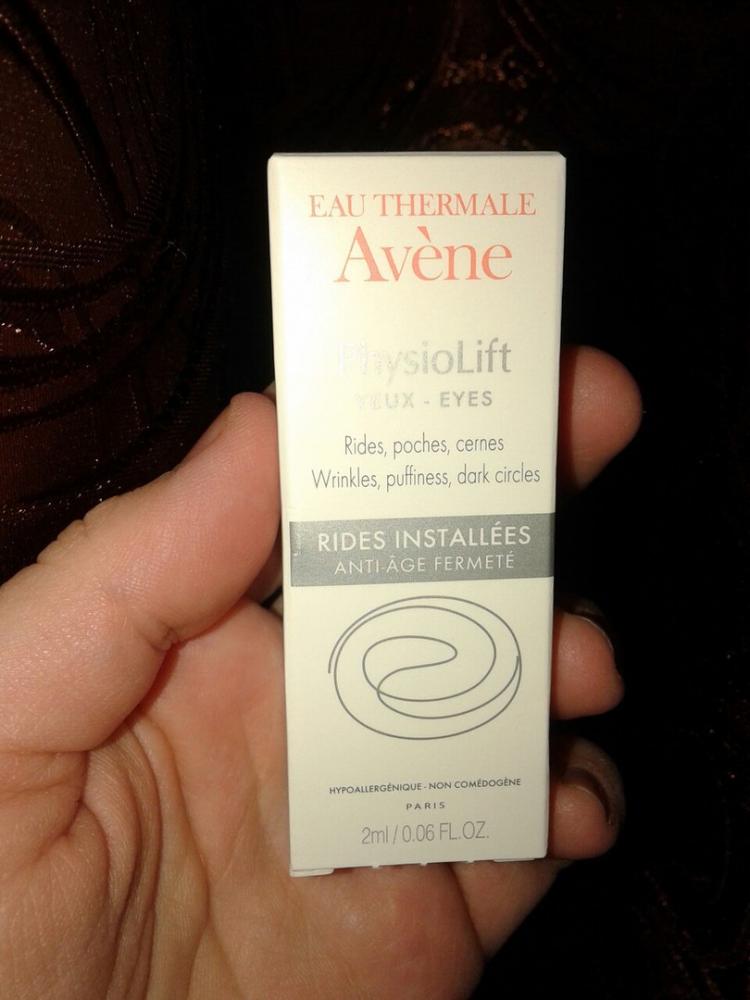 EAU THERMALE
Avène
PhysioLift
YEUX - EYES
Rides, poches, cernes
Wrinkles, puffiness, dark circles
RIDES INSTALLÉES
ANTI-ÂGE FERMETÉ
HYPOALLERGÉNIQUE - NON COMÉDOGÈNE
PARIS
2ml / 0.06 FL.OZ.